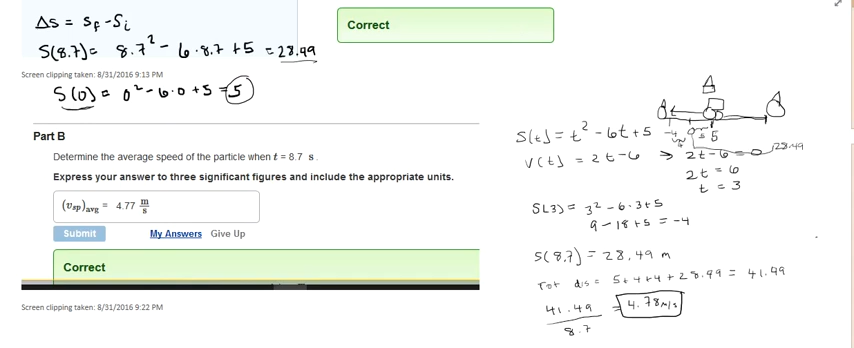 Δs = Sf - Si
S(8.7) = 8.7² - 6·8.7 + 5 = 28.49
Correct
Screen clipping taken: 8/31/2016 9:13 PM
S(0) = 0² - 6·0 + 5 = 5
Part B
Determine the average speed of the particle when t = 8.7 s.
Express your answer to three significant figures and include the appropriate units.
(vsp)avg = 4.77 m/s
Submit My Answers Give Up
Correct
Screen clipping taken: 8/31/2016 9:22 PM
-4 0 5
28.49
S(t) = t² - 6t + 5
V(t) = 2t - 6 ⇒ 2t - 6 = 0
2t = 6
t = 3
S(3) = 3² - 6·3 + 5
9 - 18 + 5 = -4
S(8.7) = 28.49 m
Tot dis = 5 + 4 + 4 + 28.49 = 41.49
41.49 / 8.7 = 4.78 m/s